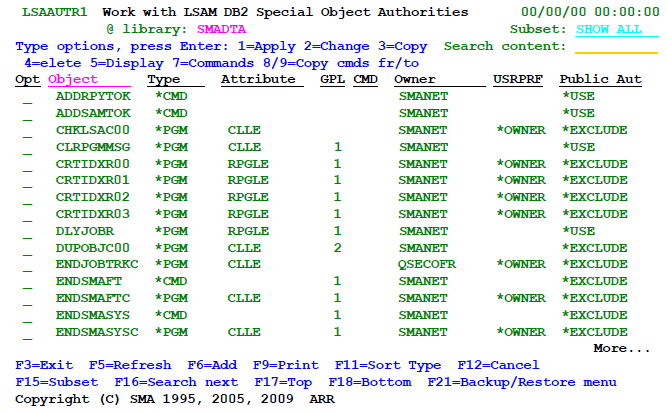 LSAAUTR1  Work with LSAM DB2 Special Object Authorities  00/00/00 00:00:00
@ library: SMADTA  Subset: SHOW ALL
Type options, press Enter: 1=Apply 2=Change 3=Copy  Search content:
4=elete 5=Display 7=Commands 8/9=Copy cmds fr/to
Opt Object Type Attribute GPL CMD Owner USRPRF Public Aut
_ ADDRPYTOK *CMD SMANET *USE
_ ADDSAMTOK *CMD SMANET *USE
_ CHKLSAC00 *PGM CLLE SMANET *OWNER *EXCLUDE
_ CLRPGMMSG *PGM CLLE 1 SMANET *USE
_ CRTIDXR00 *PGM RPGLE 1 SMANET *OWNER *EXCLUDE
_ CRTIDXR01 *PGM RPGLE 1 SMANET *OWNER *EXCLUDE
_ CRTIDXR02 *PGM RPGLE 1 SMANET *OWNER *EXCLUDE
_ CRTIDXR03 *PGM RPGLE 1 SMANET *OWNER *EXCLUDE
_ DLYJOBR *PGM RPGLE 1 SMANET *USE
_ DUPOBJC00 *PGM CLLE 2 SMANET *OWNER *EXCLUDE
_ ENDJOBTRKC *PGM CLLE QSECOFR *OWNER *EXCLUDE
_ ENDSMAFT *CMD 1 SMANET *EXCLUDE
_ ENDSMAFTC *PGM CLLE 1 SMANET *OWNER *EXCLUDE
_ ENDSMASYS *CMD 1 SMANET *EXCLUDE
_ ENDSMASYSC *PGM CLLE 1 SMANET *OWNER *EXCLUDE
More...
F3=Exit  F5=Refresh  F6=Add  F9=Print  F11=Sort Type  F12=Cancel
F15=Subset  F16=Search next  F17=Top  F18=Bottom  F21=Backup/Restore menu
Copyright (C) SMA 1995, 2005, 2009  ARR